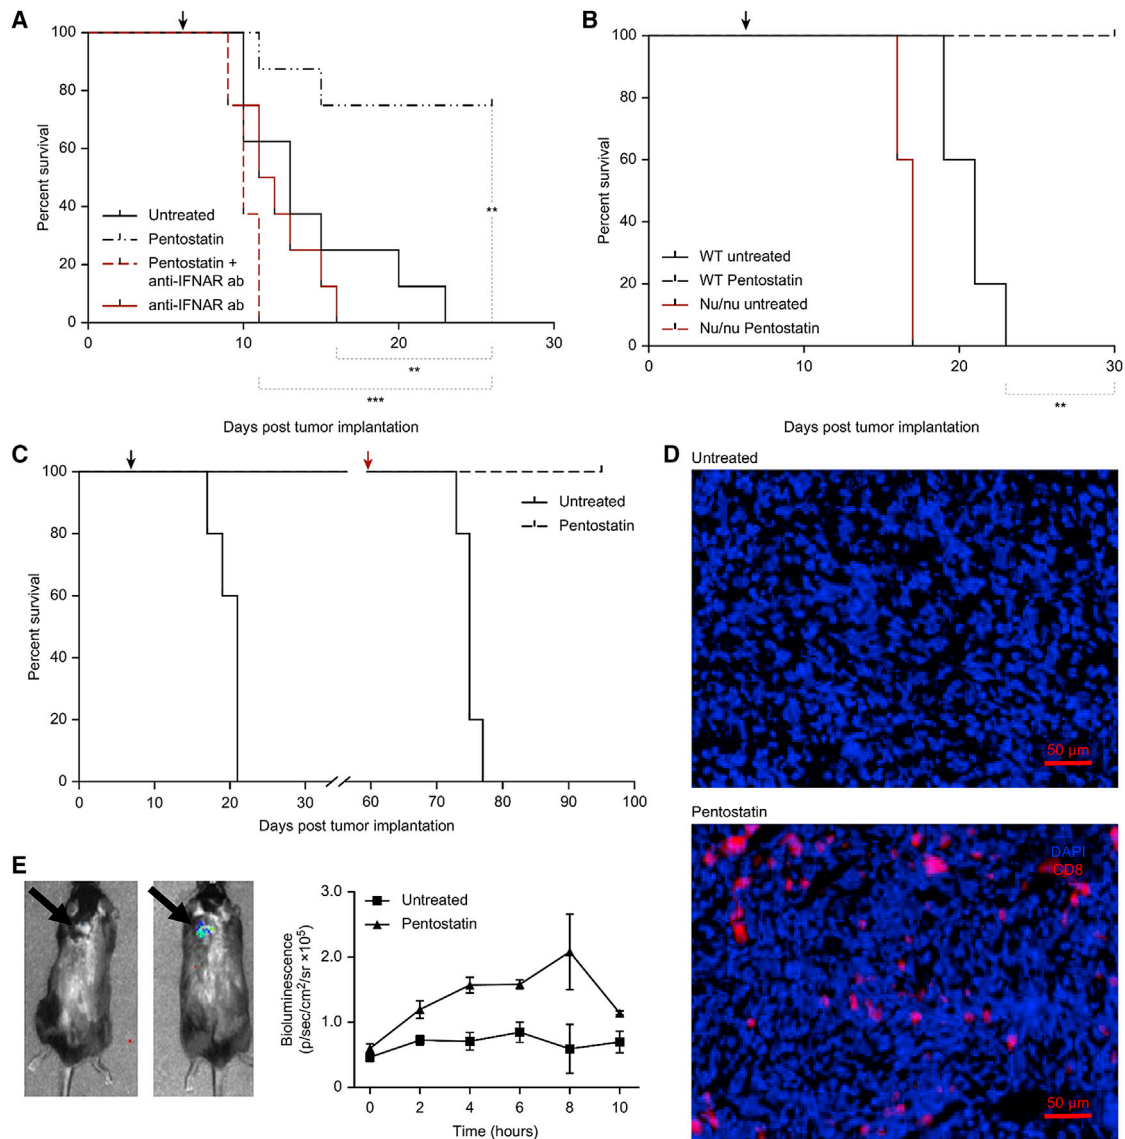 A
Percent survival
100
80
60
40
20
0
0
10
20
30
Untreated
Pentostatin
Pentostatin +
anti-IFNAR ab
anti-IFNAR ab
**
**
***
Days post tumor implantation
B
Percent survival
100
80
60
40
20
0
0
10
20
30
WT untreated
WT Pentostatin
Nu/nu untreated
Nu/nu Pentostatin
**
Days post tumor implantation
C
Percent survival
100
80
60
40
20
0
0
10
20
30
60
70
80
90
100
Untreated
Pentostatin
Days post tumor implantation
D
Untreated
50 µm
Pentostatin
DAPI
CD8
50 µm
E
Bioluminescence
(p/sec/cm²/sr ×10⁵)
3.0
2.0
1.0
0
0
2
4
6
8
10
Untreated
Pentostatin
Time (hours)